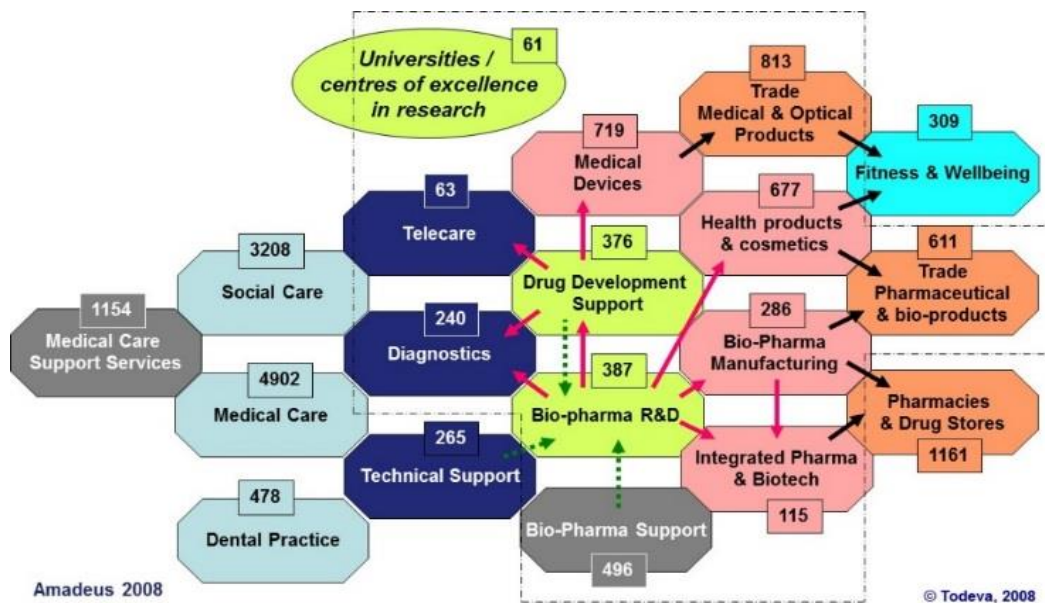 61
Universities /
centres of excellence
in research
813
Trade
Medical & Optical
Products
719
Medical
Devices
309
Fitness & Wellbeing
63
Telecare
677
Health products
& cosmetics
3208
Social Care
376
Drug Development
Support
611
Trade
Pharmaceutical
& bio-products
1154
Medical Care
Support Services
240
Diagnostics
286
Bio-Pharma
Manufacturing
4902
Medical Care
387
Bio-pharma R&D
Pharmacies
& Drug Stores
1161
265
Technical Support
Integrated Pharma
& Biotech
115
478
Dental Practice
Bio-Pharma Support
496
Amadeus 2008
© Todeva, 2008